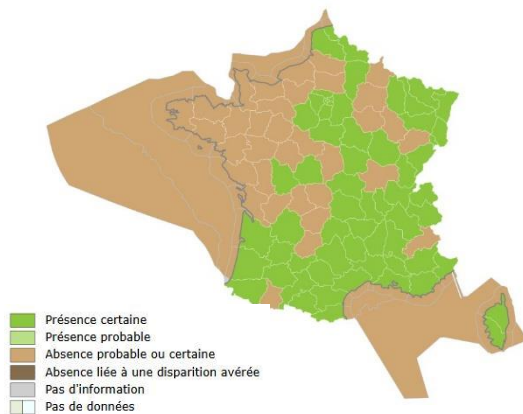 Présence certaine
Présence probable
Absence probable ou certaine
Absence liée à une disparition avérée
Pas d'information
Pas de données